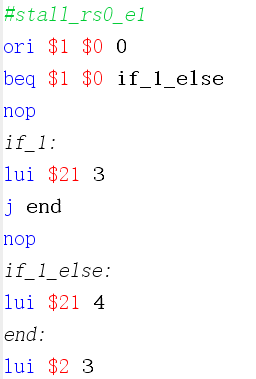 #stall_rs0_e1
ori $1 $0 0
beq $1 $0 if_1_else
nop
if_1:
lui $21 3
j end
nop
if_1_else:
lui $21 4
end:
lui $2 3